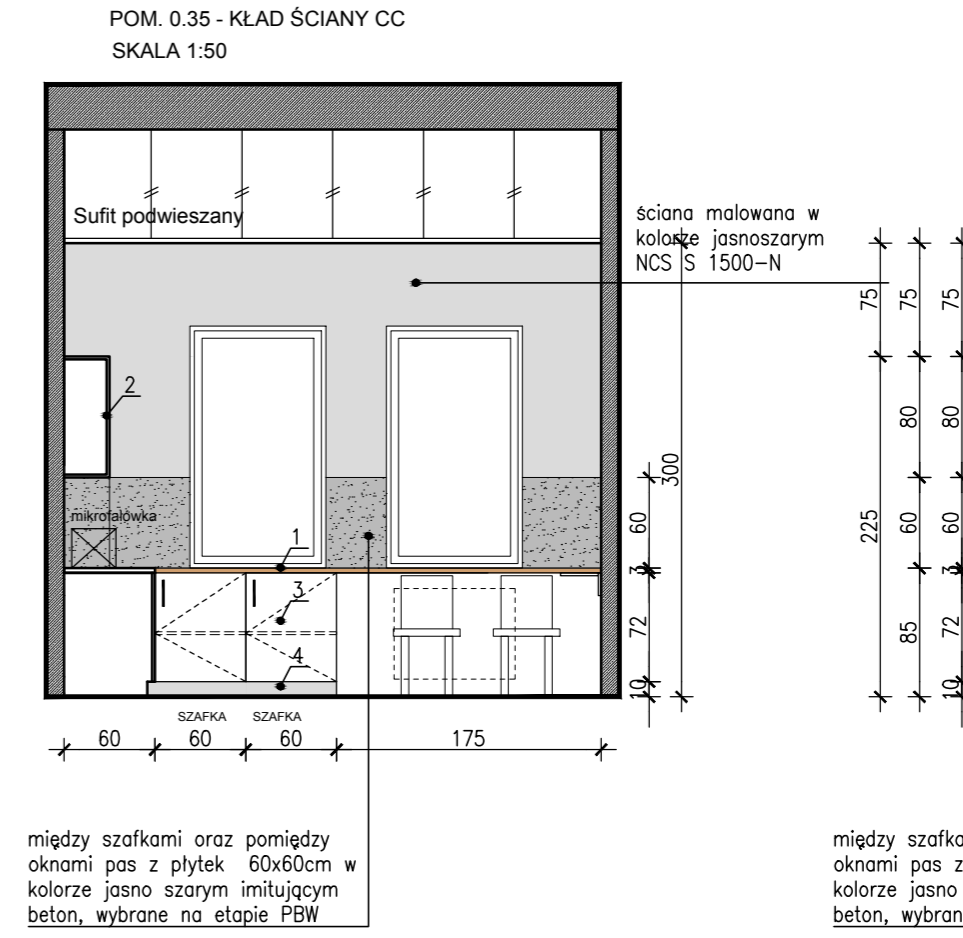 POM. 0.35 - KŁAD ŚCIANY CC
SKALA 1:50
Sufit podwieszany
ściana malowana w
kolorze jasnoszarym
NCS S 1500-N
2
mikrofalówka
1
3
4
SZAFKA SZAFKA
60 60 60 175
300
60
3
72
10
75 75 75
80 80
225 60 60
3
85 72
10
między szafkami oraz pomiędzy
oknami pas z płytek 60x60cm w
kolorze jasno szarym imitującym
beton, wybrane na etapie PBW
między szafka
oknami pas z
kolorze jasno
beton, wybran